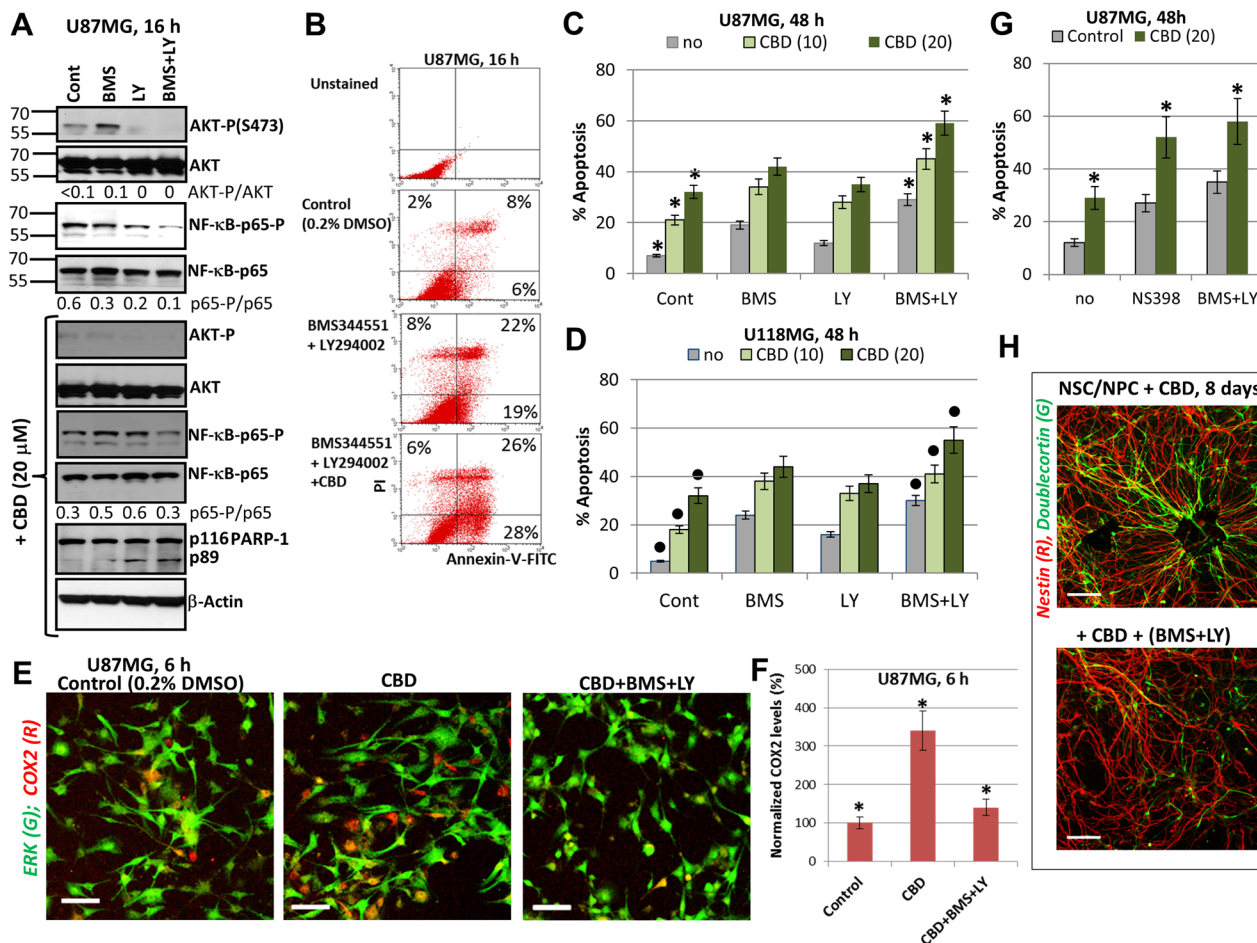 A
U87MG, 16 h
Cont BMS LY BMS+LY
70
55
AKT-P(S473)
70
55
AKT
<0.1 0.1 0 0 AKT-P/AKT
70
55
NF-κB-p65-P
70
55
NF-κB-p65
0.6 0.3 0.2 0.1 p65-P/p65
+ CBD (20 μM)
AKT-P
AKT
NF-κB-p65-P
NF-κB-p65
0.3 0.5 0.6 0.3 p65-P/p65
p116 PARP-1
p89
β-Actin
B
U87MG, 16 h
Unstained
Control
(0.2% DMSO)
2% 8%
6%
BMS344551
+ LY294002
8% 22%
19%
BMS344551
+ LY294002
+CBD
6% 26%
28%
PI
Annexin-V-FITC
C
U87MG, 48 h
no CBD (10) CBD (20)
% Apoptosis
80
60
40
20
0
* * * * * *
Cont BMS LY BMS+LY
D
U118MG, 48 h
no CBD (10) CBD (20)
% Apoptosis
80
60
40
20
0
Cont BMS LY BMS+LY
E
U87MG, 6 h
Control (0.2% DMSO)
CBD
CBD+BMS+LY
ERK (G); COX2 (R)
F
U87MG, 6 h
Normalized COX2 levels (%)
500
400
300
200
100
0
* * *
Control CBD CBD+BMS+LY
G
U87MG, 48h
Control CBD (20)
% Apoptosis
80
60
40
20
0
* * *
no NS398 BMS+LY
H
NSC/NPC + CBD, 8 days
Nestin (R), Doublecortin (G)
+ CBD + (BMS+LY)